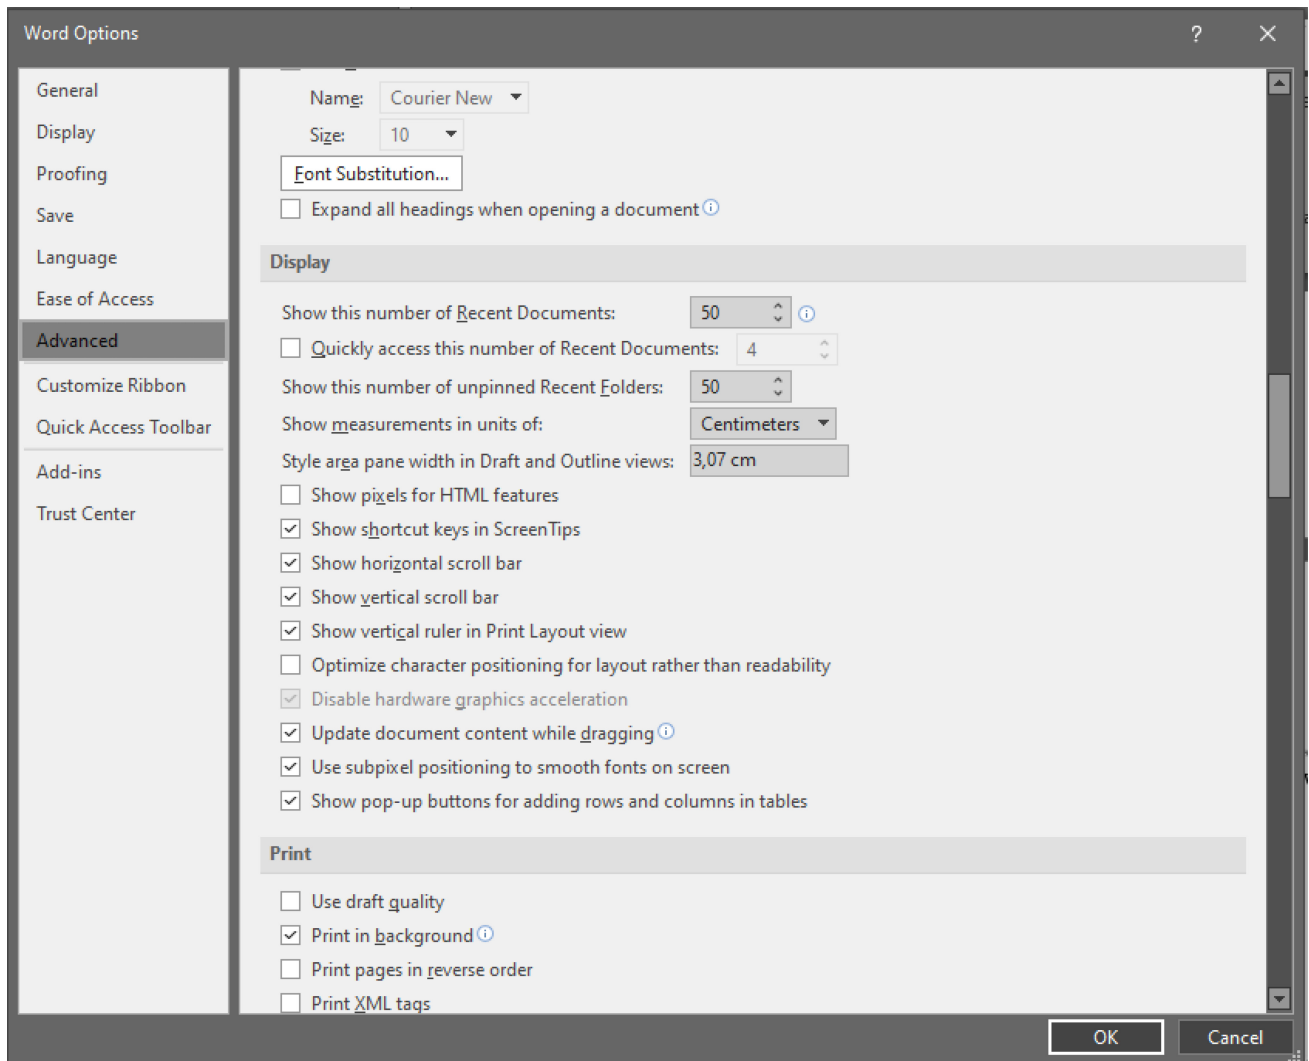 Word Options
?
General
Display
Proofing
Save
Language
Ease of Access
Advanced
Customize Ribbon
Quick Access Toolbar
Add-ins
Trust Center
Name: Courier New
Size: 10
Font Substitution...
Expand all headings when opening a document
Display
Show this number of Recent Documents: 50
Quickly access this number of Recent Documents: 4
Show this number of unpinned Recent Folders: 50
Show measurements in units of: Centimeters
Style area pane width in Draft and Outline views: 3,07 cm
Show pixels for HTML features
Show shortcut keys in ScreenTips
Show horizontal scroll bar
Show vertical scroll bar
Show vertical ruler in Print Layout view
Optimize character positioning for layout rather than readability
Disable hardware graphics acceleration
Update document content while dragging
Use subpixel positioning to smooth fonts on screen
Show pop-up buttons for adding rows and columns in tables
Print
Use draft quality
Print in background
Print pages in reverse order
Print XML tags
OK
Cancel